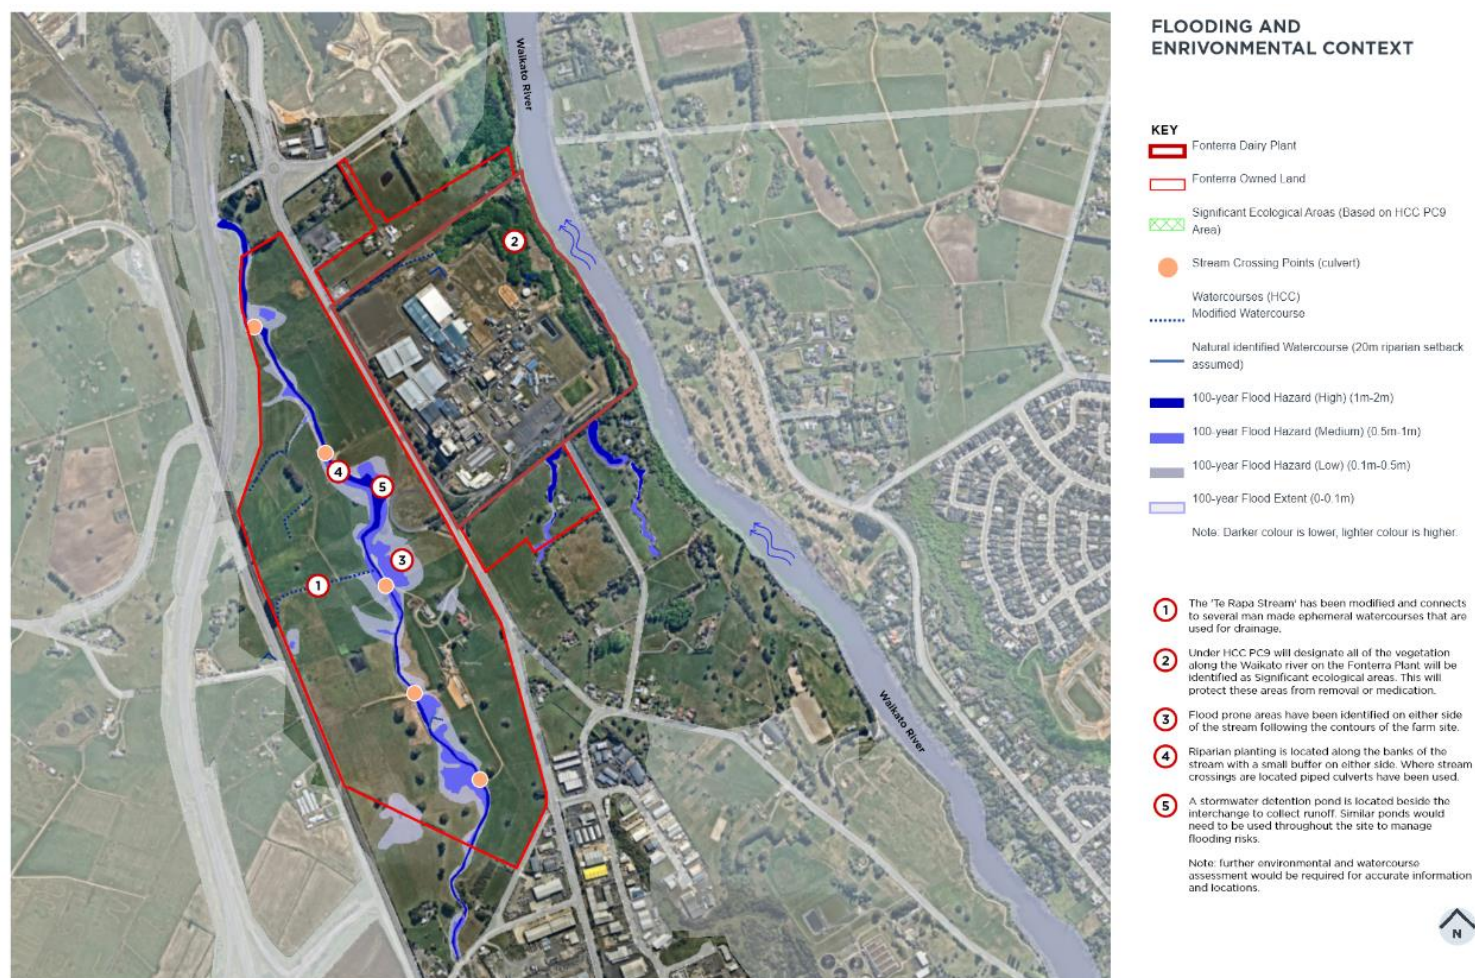 FLOODING AND
ENRIVONMENTAL CONTEXT
KEY
Fonterra Dairy Plant
Fonterra Owned Land
Significant Ecological Areas (Based on HCC PC9
Area)
Stream Crossing Points (culvert)
Watercourses (HCC)
Modified Watercourse
Natural identified Watercourse (20m riparian setback
assumed)
100-year Flood Hazard (High) (1m-2m)
100-year Flood Hazard (Medium) (0.5m-1m)
100-year Flood Hazard (Low) (0.1m-0.5m)
100-year Flood Extent (0-0.1m)
Note: Darker colour is lower, lighter colour is higher.
1 The 'Te Rapa Stream' has been modified and connects
to several man made ephemeral watercourses that are
used for drainage.
2 Under HCC PC9 will designate all of the vegetation
along the Waikato river on the Fonterra Plant will be
identified as Significant ecological areas. This will
protect these areas from removal or medication.
3 Flood prone areas have been identified on either side
of the stream following the contours of the farm site.
4 Riparian planting is located along the banks of the
stream with a small buffer on either side. Where stream
crossings are located piped culverts have been used.
5 A stormwater detention pond is located beside the
interchange to collect runoff. Similar ponds would
need to be used throughout the site to manage
flooding risks.
Note: further environmental and watercourse
assessment would be required for accurate information
and locations.
N
Waikato River
2
4
5
3
1
Waikato River